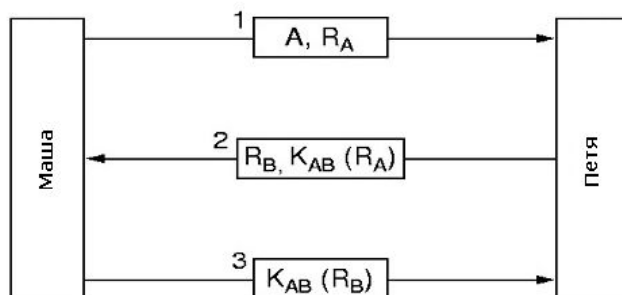 Маша
1
A, R_A
2
R_B, K_AB (R_A)
3
K_AB (R_B)
Петя